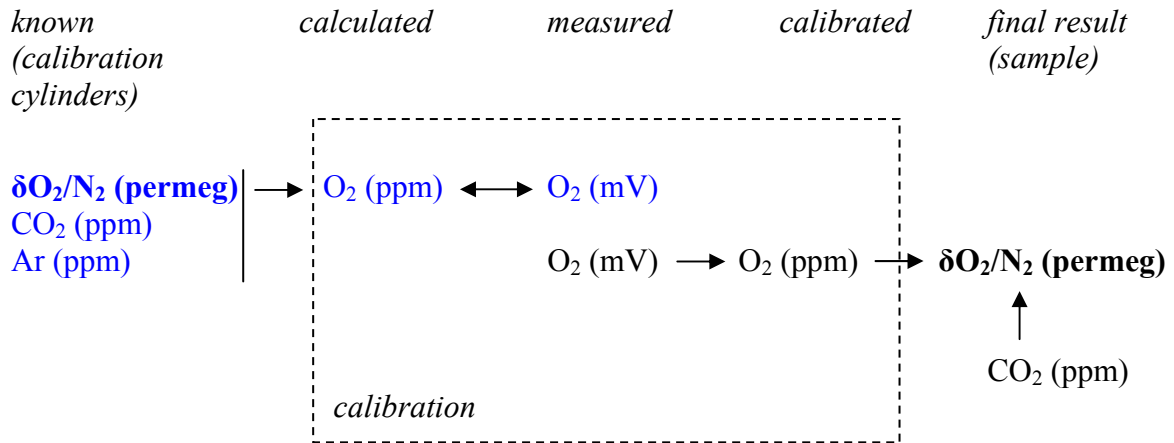 known calculated measured calibrated final result
(calibration (sample)
cylinders)
δO₂/N₂ (permeg) O₂ (ppm) O₂ (mV)
CO₂ (ppm)
Ar (ppm) O₂ (mV) O₂ (ppm) δO₂/N₂ (permeg)
CO₂ (ppm)
calibration